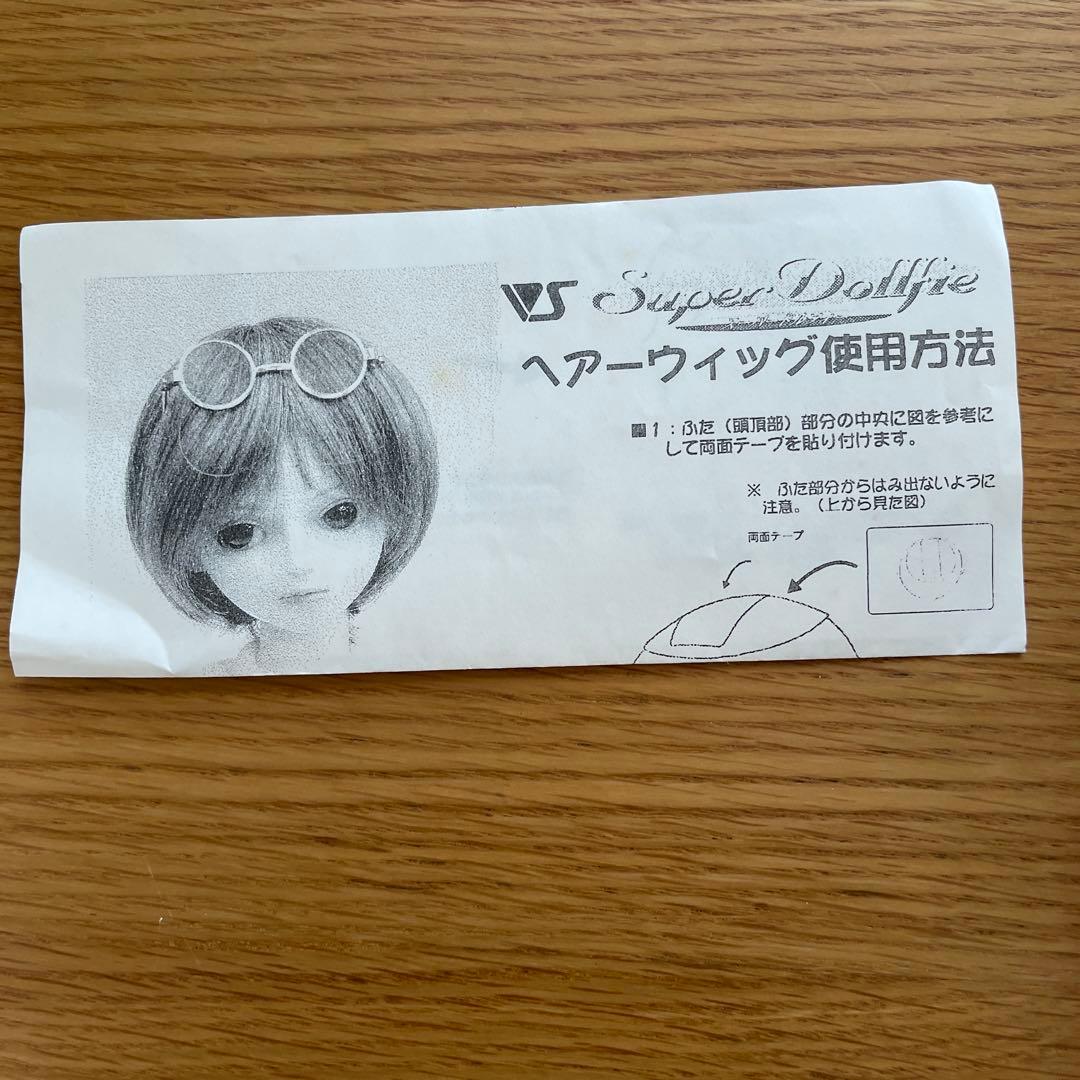 VS Super Dollfie
ヘアーウィッグ使用方法
■1:ふた(頭頂部)部分の中央に図を参考に
して両面テープを貼り付けます。
※ ふた部分からはみ出ないように
注意。(上から見た図)
両面テープ